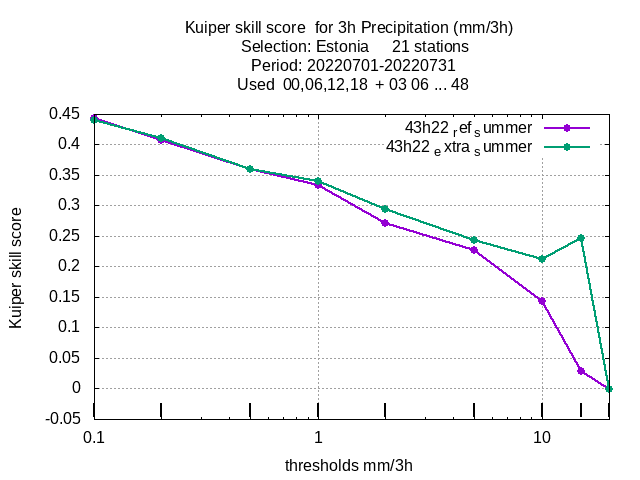 Kuiper skill score  for 3h Precipitation (mm/3h)
Selection: Estonia     21 stations
Period: 20220701-20220731
Used  00,06,12,18  + 03 06 ... 48
43h22 ref summer
43h22 extra summer
0.45
0.4
0.35
0.3
0.25
0.2
0.15
0.1
0.05
0
-0.05
Kuiper skill score
0.1 1 10
thresholds mm/3h